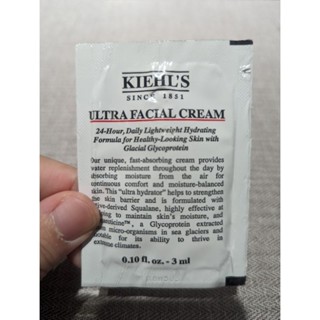 KIEHL'S
SINCE 1851
ULTRA FACIAL CREAM
24-Hour, Daily Lightweight Hydrating
Formula for Healthy-Looking Skin with
Glacial Glycoprotein
Our unique, fast-absorbing cream provides
water replenishment throughout the day by
absorbing moisture from the air for
continuous comfort and moisture-balanced
skin. This "ultra hydrator" helps to strengthen
the skin barrier and is formulated with
-derived Squalane, highly effective at
to maintain skin's moisture, and
a Glycoprotein extracted
micro-organisms in sea glaciers and
for its ability to thrive in
extreme climates.
0.10 fl. oz. - 3 ml